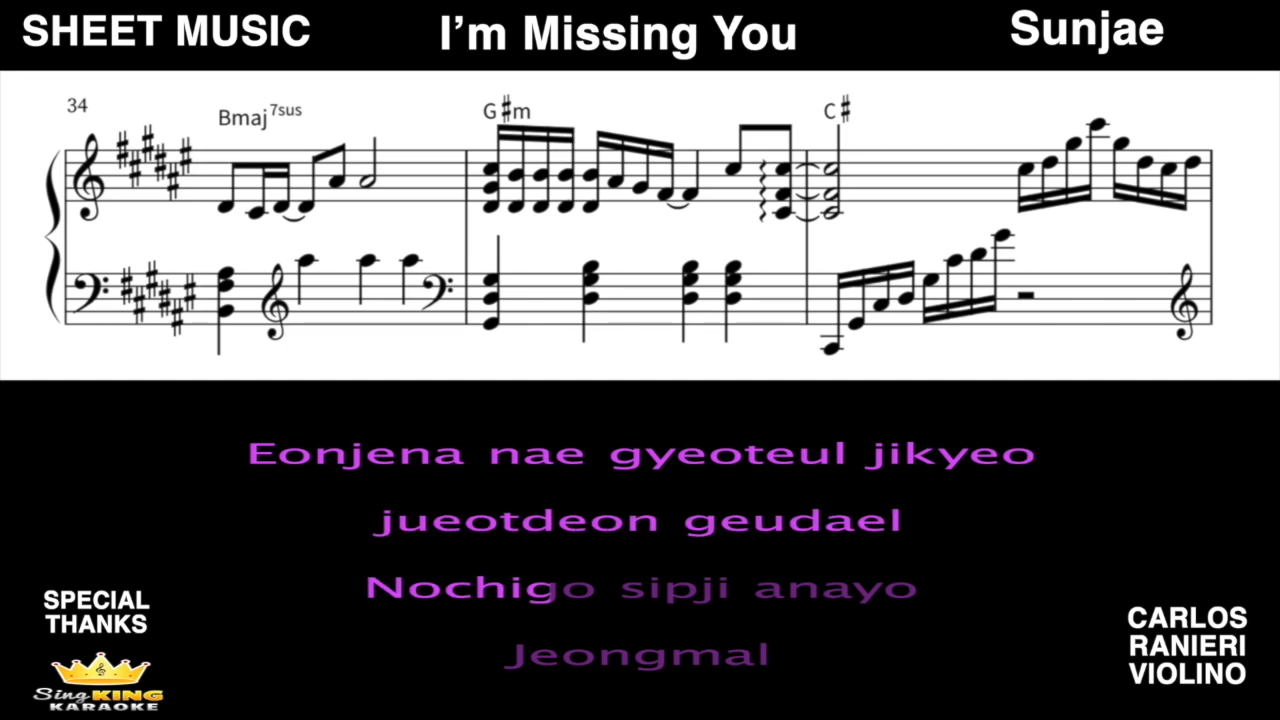 SHEET MUSIC
I’m Missing You
Sunjae
34
Bmaj7sus
G♯m
C♯
Eonjena nae gyeoteul jikyeo
jueotdeon geudael
Nochigo sipji anayo
Jeongmal
SPECIAL
THANKS
Sing KING
KARAOKE
CARLOS
RANIERI
VIOLINO